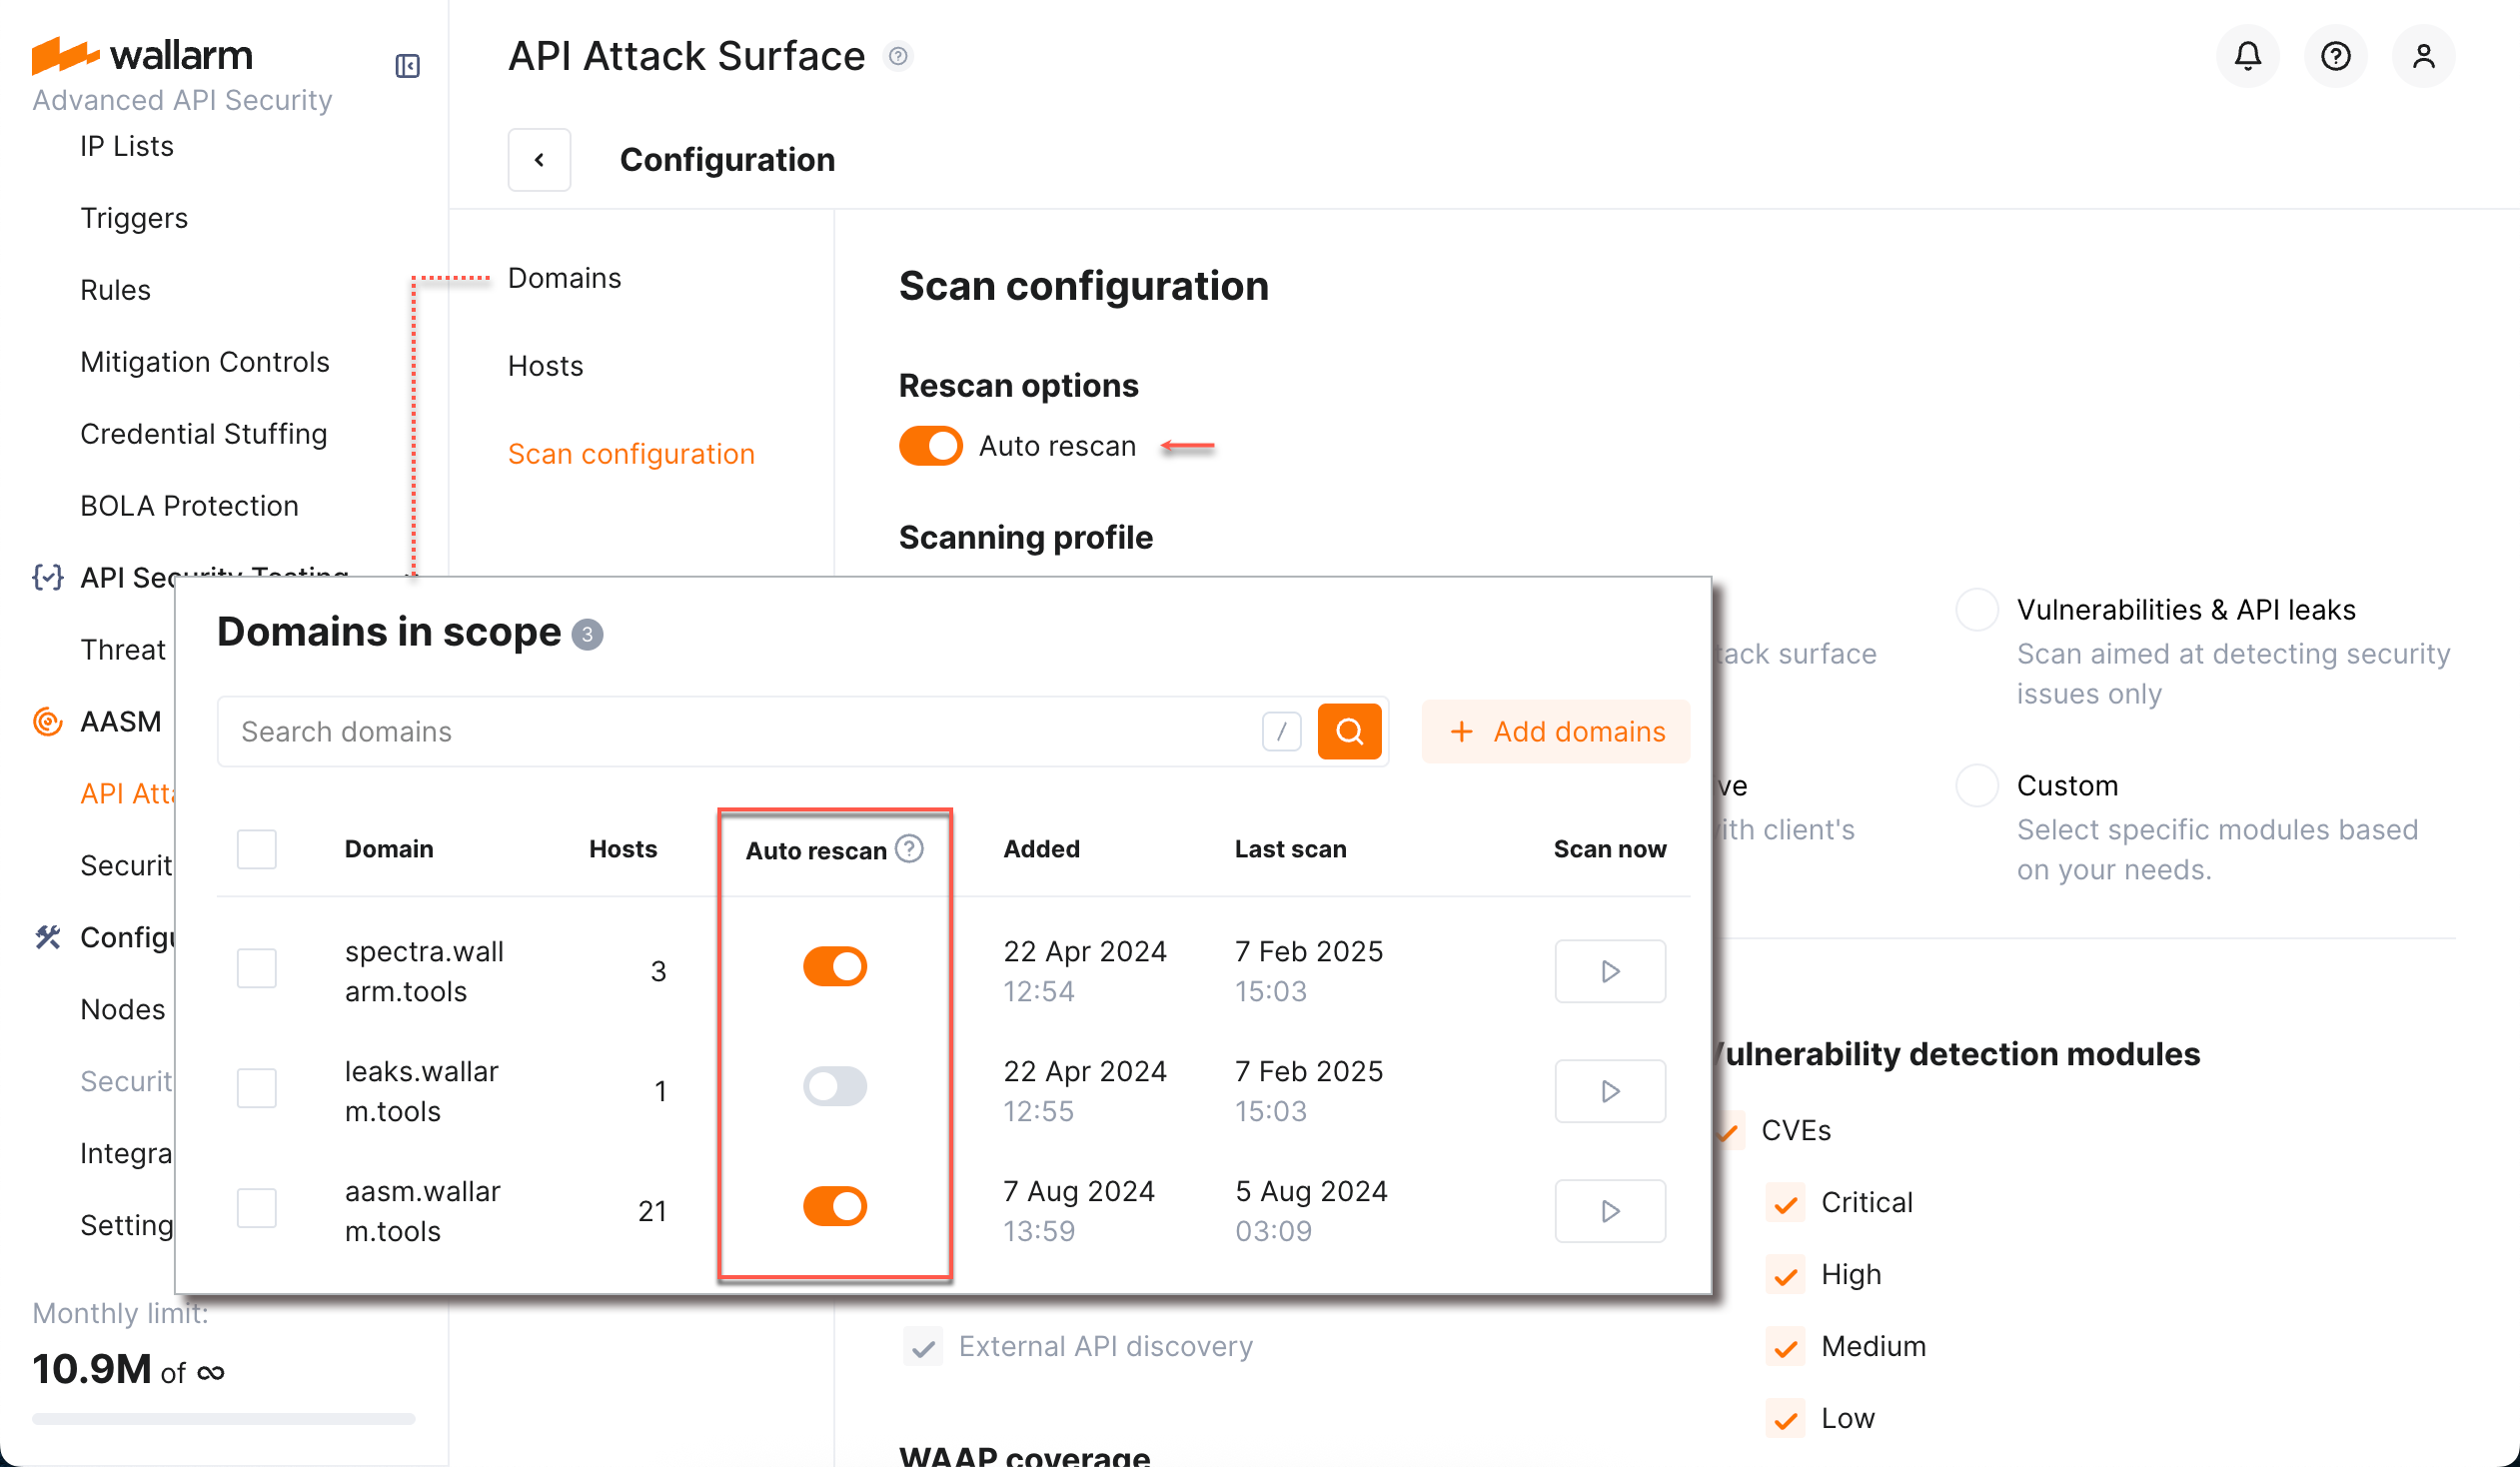 wallarm
Advanced API Security
IP Lists
Triggers
Rules
Mitigation Controls
Credential Stuffing
BOLA Protection
API Security Testing
Threat
AASM
API Atta
Securit
Configu
Nodes
Securit
Integra
Setting
Monthly limit:
10.9M of ∞
API Attack Surface
Configuration
Domains
Hosts
Scan configuration
Scan configuration
Rescan options
Auto rescan
Scanning profile
tack surface
Vulnerabilities & API leaks
Scan aimed at detecting security
issues only
ve
ith client's
Custom
Select specific modules based
on your needs.
Domains in scope 3
Search domains / + Add domains
Domain Hosts Auto rescan ? Added Last scan Scan now
spectra.wall
arm.tools
3
22 Apr 2024
12:54
7 Feb 2025
15:03
leaks.wallar
m.tools
1
22 Apr 2024
12:55
7 Feb 2025
15:03
aasm.wallar
m.tools
21
7 Aug 2024
13:59
5 Aug 2024
03:09
Vulnerability detection modules
CVEs
Critical
High
Medium
Low
External API discovery
WAAP coverage